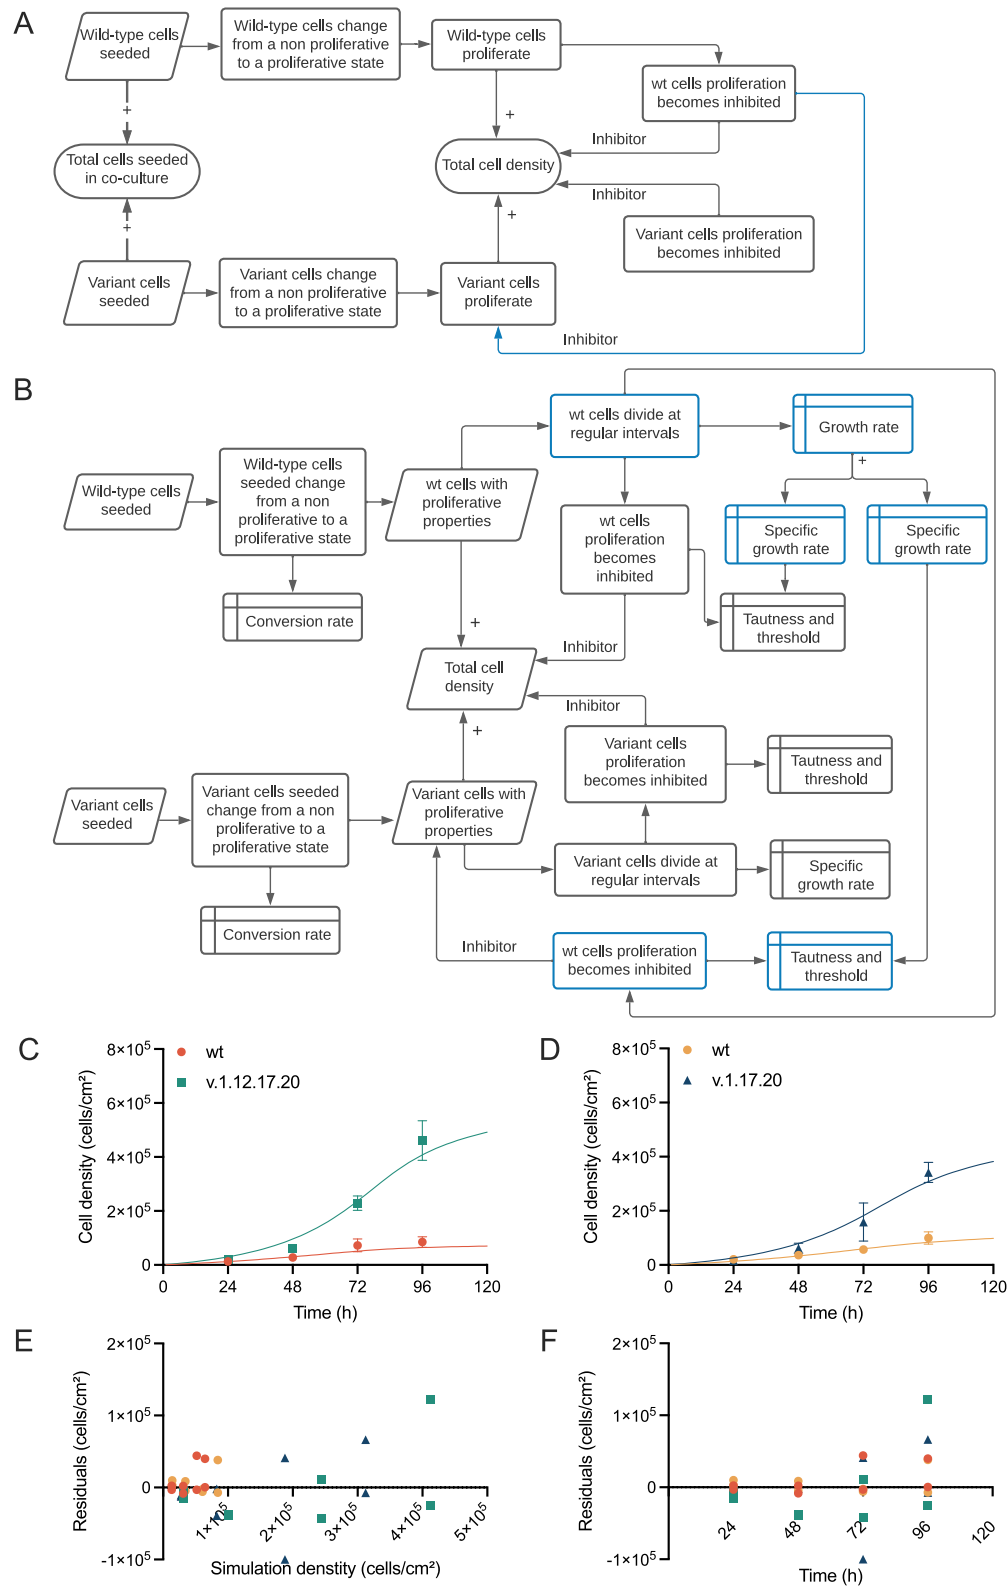 A
Wild-type cells
seeded
Wild-type cells change
from a non proliferative
to a proliferative state
Wild-type cells
proliferate
wt cells proliferation
becomes inhibited
+
+
Inhibitor
Total cells seeded
in co-culture
Total cell density
Inhibitor
+
+
Variant cells proliferation
becomes inhibited
Variant cells
seeded
Variant cells change
from a non proliferative
to a proliferative state
Variant cells
proliferate
Inhibitor
B
wt cells divide at
regular intervals
Growth rate
+
Wild-type cells
seeded
Wild-type cells
seeded change
from a non
proliferative to a
proliferative state
wt cells with
proliferative
properties
wt cells
proliferation
becomes
inhibited
Specific
growth rate
Specific
growth rate
Conversion rate
Tautness and
threshold
+
Inhibitor
Total cell
density
Inhibitor
+
Variant cells
proliferation
becomes inhibited
Tautness and
threshold
Variant cells
seeded
Variant cells seeded
change from a non
proliferative to a
proliferative state
Variant cells with
proliferative
properties
Variant cells divide at
regular intervals
Specific
growth rate
Conversion rate
Inhibitor
wt cells proliferation
becomes inhibited
Tautness and
threshold
C
8×10⁵
6×10⁵
4×10⁵
2×10⁵
0
Cell density (cells/cm²)
wt
v.1.12.17.20
0 24 48 72 96 120
Time (h)
D
8×10⁵
6×10⁵
4×10⁵
2×10⁵
0
Cell density (cells/cm²)
wt
v.1.17.20
0 24 48 72 96 120
Time (h)
E
2×10⁵
1×10⁵
0
-1×10⁵
Residuals (cells/cm²)
1×10⁵ 2×10⁵ 3×10⁵ 4×10⁵ 5×10⁵
Simulation denstity (cells/cm²)
F
2×10⁵
1×10⁵
0
-1×10⁵
Residuals (cells/cm²)
24 48 72 96 120
Time (h)